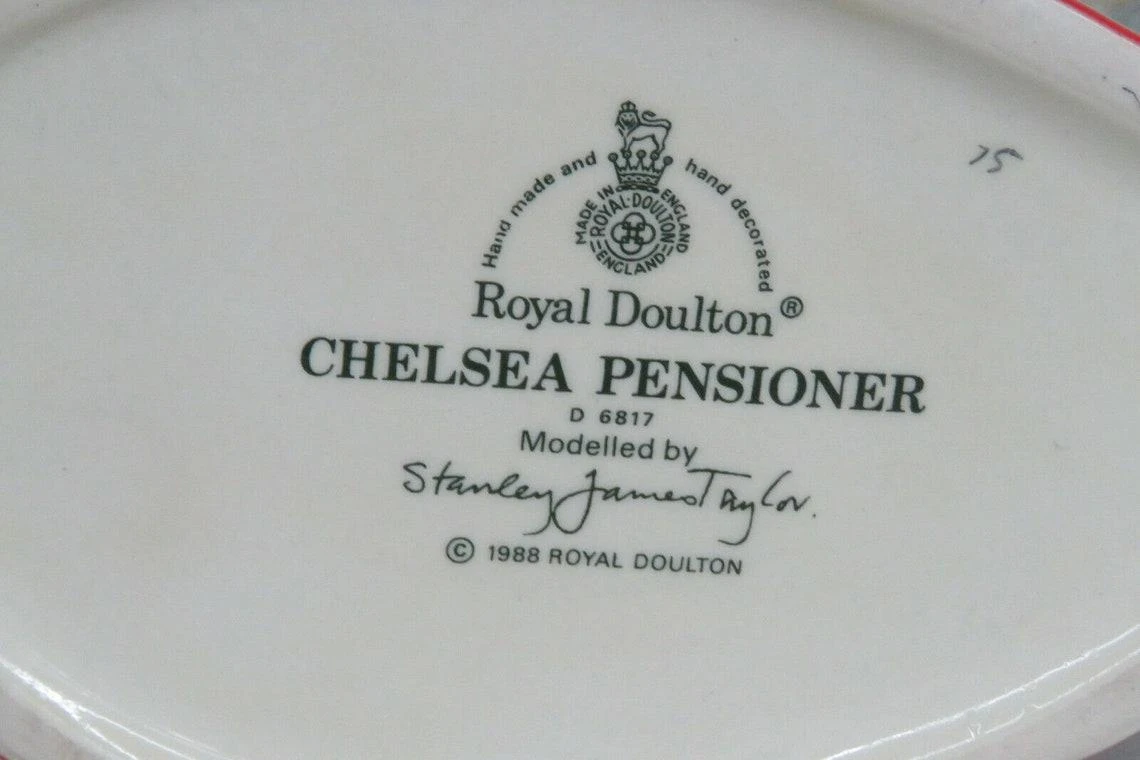 Hand made and hand decorated
MADE IN ENGLAND
ROYAL·DOULTON
ENGLAND
Royal Doulton®
CHELSEA PENSIONER
D 6817
Modelled by
Stanley James Taylor.
© 1988 ROYAL DOULTON
75